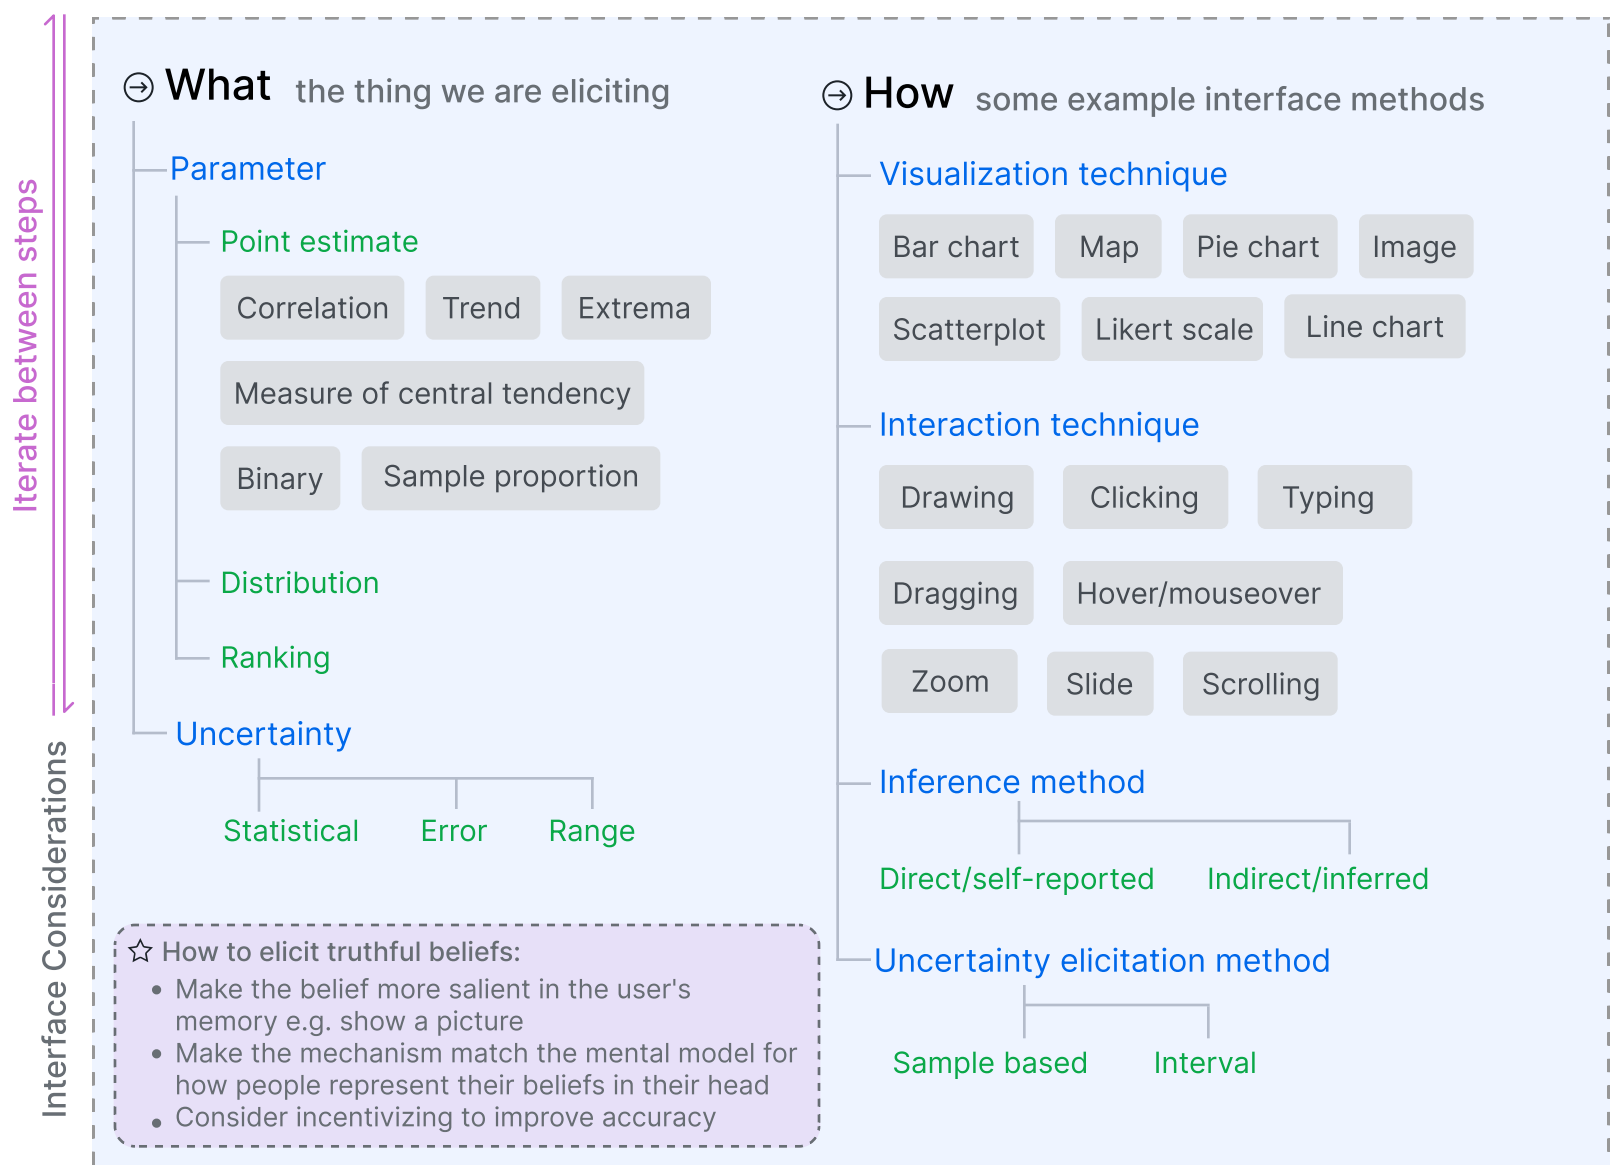 Iterate between steps
Interface Considerations
What the thing we are eliciting
Parameter
Point estimate
Correlation Trend Extrema
Measure of central tendency
Binary Sample proportion
Distribution
Ranking
Uncertainty
Statistical Error Range
How to elicit truthful beliefs:
• Make the belief more salient in the user's
memory e.g. show a picture
• Make the mechanism match the mental model for
how people represent their beliefs in their head
• Consider incentivizing to improve accuracy
How some example interface methods
Visualization technique
Bar chart Map Pie chart Image
Scatterplot Likert scale Line chart
Interaction technique
Drawing Clicking Typing
Dragging Hover/mouseover
Zoom Slide Scrolling
Inference method
Direct/self-reported Indirect/inferred
Uncertainty elicitation method
Sample based Interval